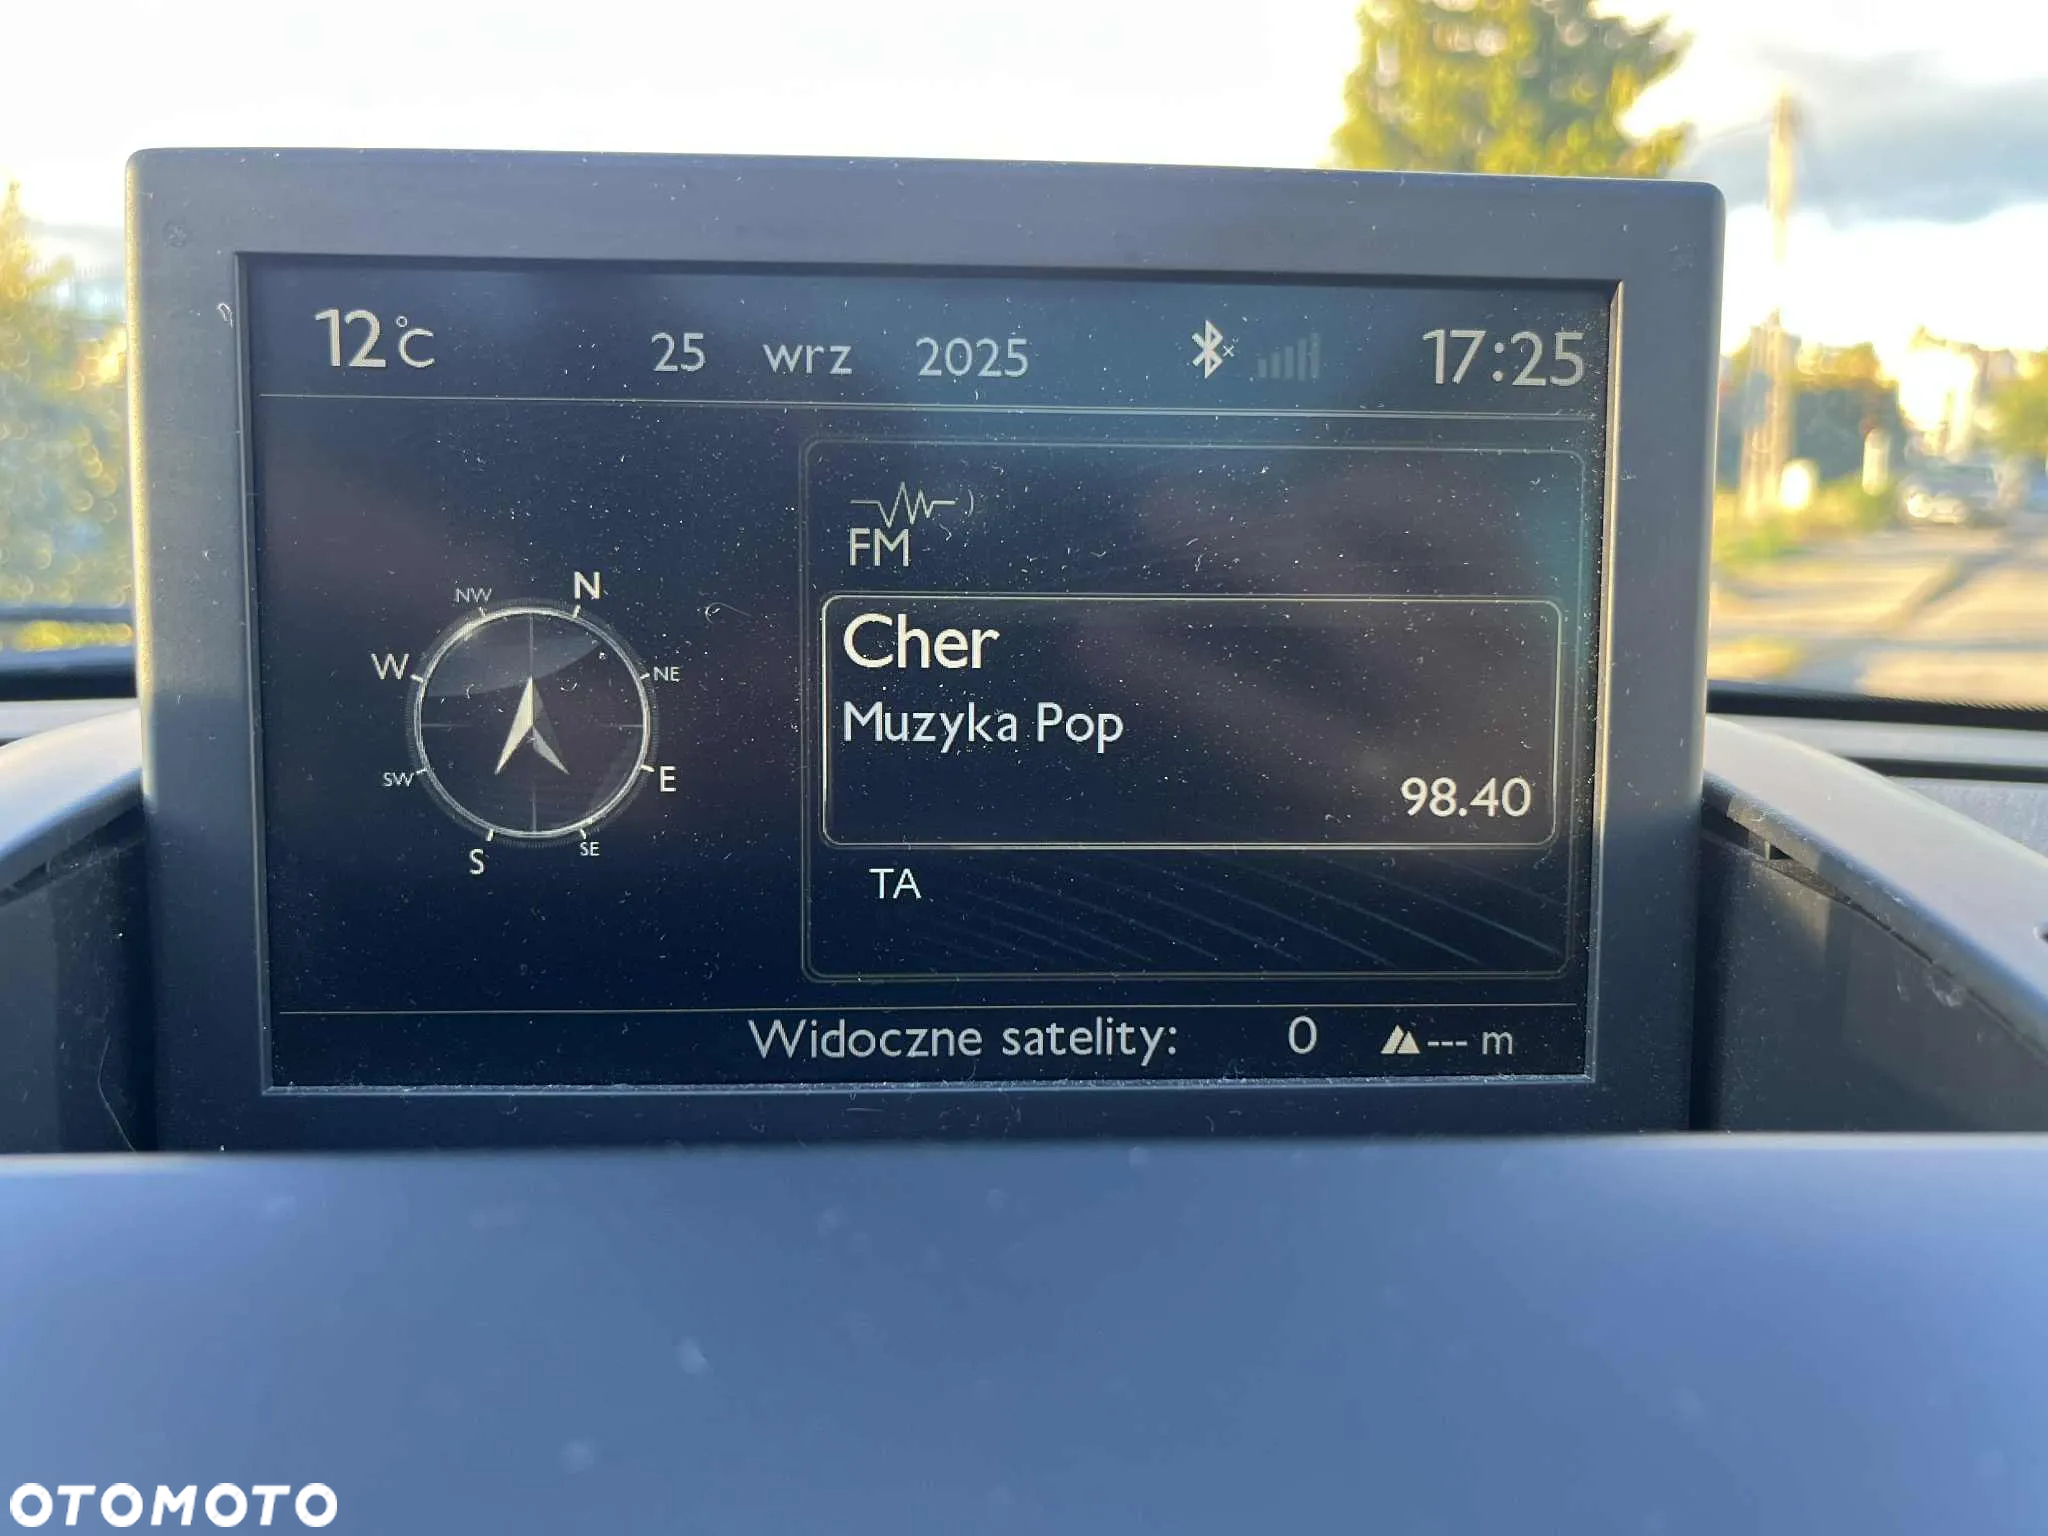 12°C 25 wrz 2025 17:25
FM
NW N
W NE
SW E
S SE
Cher
Muzyka Pop
98.40
TA
Widoczne satelity: 0 --- m
OTOMOTO